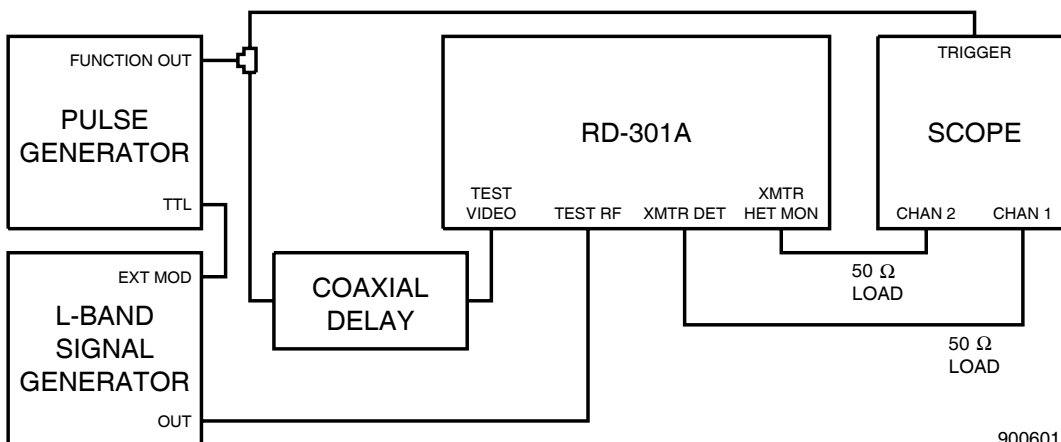 FUNCTION OUT
PULSE
GENERATOR
TTL
EXT MOD
L-BAND
SIGNAL
GENERATOR
OUT
COAXIAL
DELAY
RD-301A
TEST
VIDEO
TEST RF
XMTR DET
XMTR
HET MON
TRIGGER
SCOPE
CHAN 2
CHAN 1
50 Ω
LOAD
50 Ω
LOAD
900601